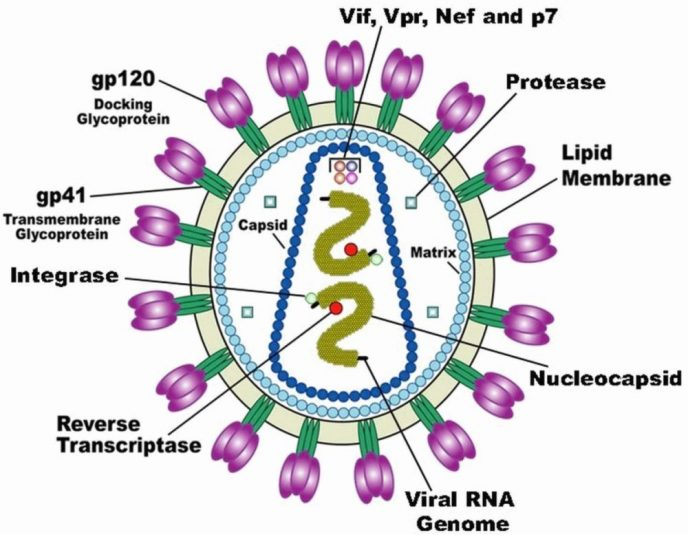 Vif, Vpr, Nef and p7
gp120
Docking
Glycoprotein
Protease
Lipid
Membrane
gp41
Transmembrane
Glycoprotein
Capsid
Matrix
Integrase
Nucleocapsid
Reverse
Transcriptase
Viral RNA
Genome